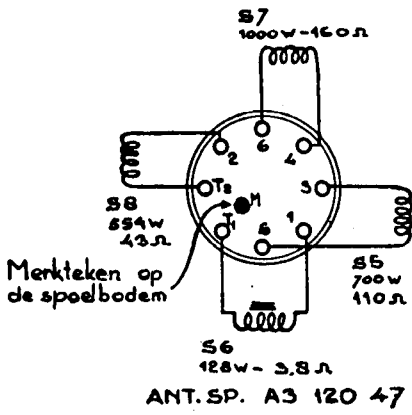 S7
1000w-160Ω
2
6
4
T2
M
3
T1
S
1
S8
554w
43Ω
S5
700w
110Ω
Merkteken op
de spoelbodem
S6
128w - 3,8Ω
ANT. SP. A3 120 47